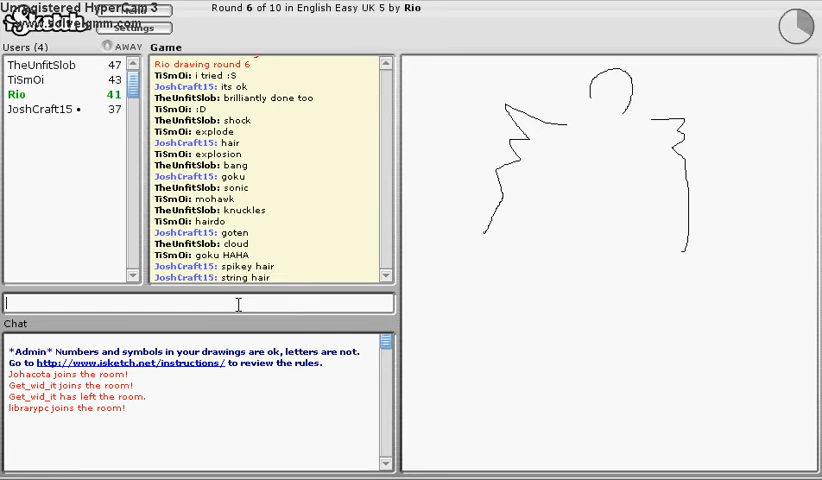 Unregistered HyperCam 3
Round 6 of 10 in English Easy UK 5 by Rio
iSketch
www.solveigmm.com
Settings
Users (4)
AWAY
Game
TheUnfitSlob 47
TiSmOi 43
Rio 41
JoshCraft15 • 37
Rio drawing round 6
TiSmOi: i tried :S
JoshCraft15: its ok
TheUnfitSlob: brilliantly done too
TiSmOi: :D
TheUnfitSlob: shock
TiSmOi: explode
JoshCraft15: hair
TiSmOi: explosion
TheUnfitSlob: bang
JoshCraft15: goku
TheUnfitSlob: sonic
TiSmOi: mohawk
TheUnfitSlob: knuckles
TiSmOi: hairdo
JoshCraft15: goten
TheUnfitSlob: cloud
TiSmOi: goku HAHA
JoshCraft15: spikey hair
JoshCraft15: string hair
Chat
*Admin* Numbers and symbols in your drawings are ok, letters are not.
Go to http://www.isketch.net/instructions/ to review the rules.
Johacota joins the room!
Get_wid_it joins the room!
Get_wid_it has left the room.
librarypc joins the room!